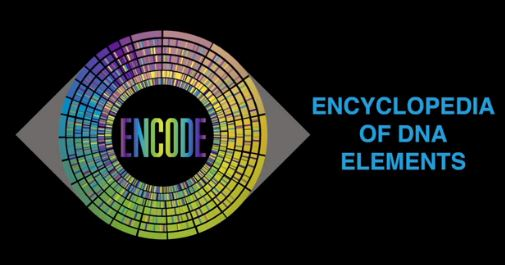 ENCODE
ENCYCLOPEDIA
OF DNA
ELEMENTS